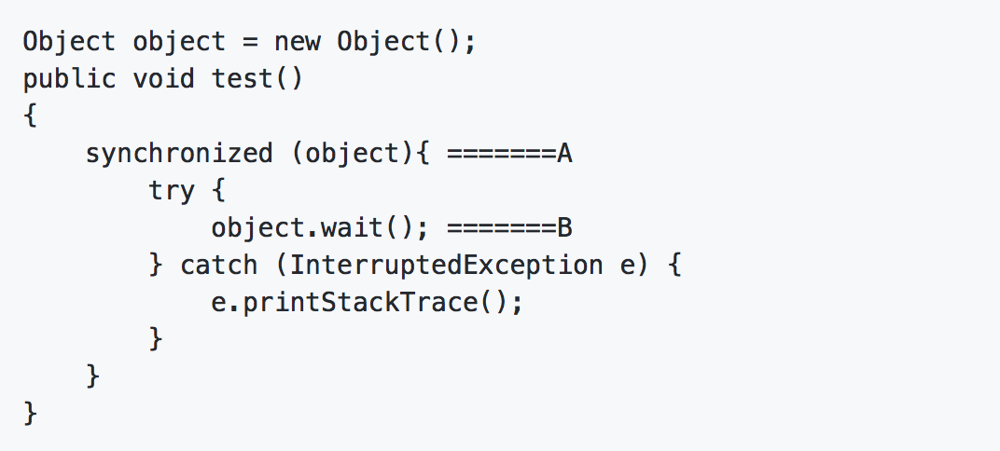 Object object = new Object();
public void test()
{
    synchronized (object){ =======A
        try {
            object.wait(); =======B
        } catch (InterruptedException e) {
            e.printStackTrace();
        }
    }
}